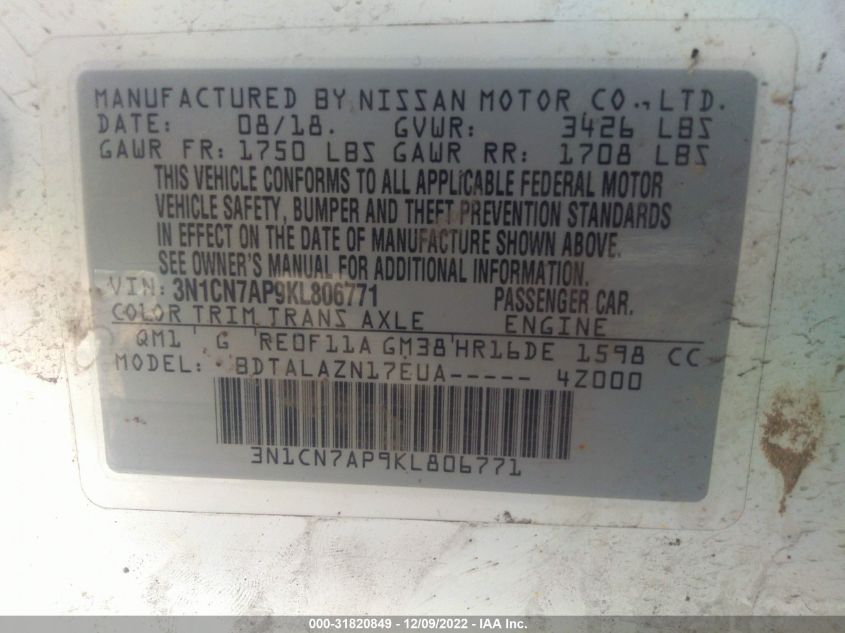 MANUFACTURED BY NISSAN MOTOR CO., LTD.
DATE: 08/18. GVWR: 3426 LBS
GAWR FR: 1750 LBS GAWR RR: 1708 LBS
THIS VEHICLE CONFORMS TO ALL APPLICABLE FEDERAL MOTOR
VEHICLE SAFETY, BUMPER AND THEFT PREVENTION STANDARDS
IN EFFECT ON THE DATE OF MANUFACTURE SHOWN ABOVE.
SEE OWNER'S MANUAL FOR ADDITIONAL INFORMATION.
VIN: 3N1CN7AP9KL806771 PASSENGER CAR.
COLOR TRIM TRANS AXLE ENGINE
QM1 G RE0F11A GM38 HR16DE 1598 CC
MODEL: BDTALAZN17EUA----- 4Z000
3N1CN7AP9KL806771
000-31820849 - 12/09/2022 - IAA Inc.